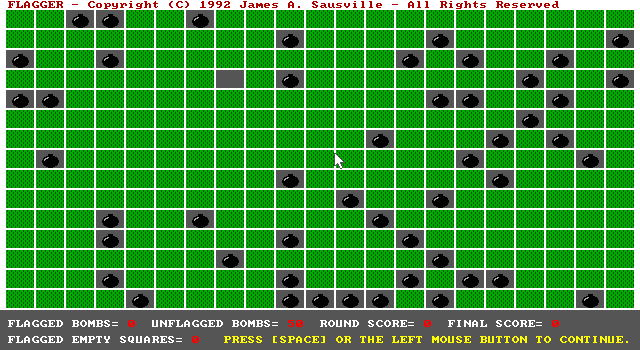 FLAGGER - Copyright (C) 1992 James A. Sausville - All Rights Reserved
FLAGGED BOMBS= 0 UNFLAGGED BOMBS= 50 ROUND SCORE= 0 FINAL SCORE= 0
FLAGGED EMPTY SQUARES= 0 PRESS [SPACE] OR THE LEFT MOUSE BUTTON TO CONTINUE.